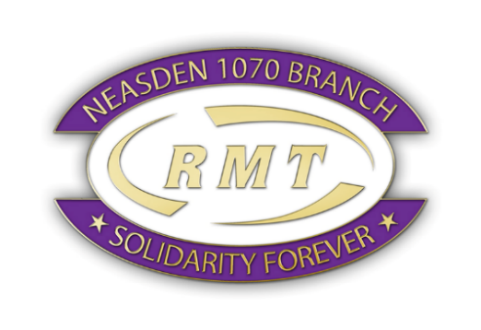 NEASDEN 1070 BRANCH
RMT
SOLIDARITY FOREVER